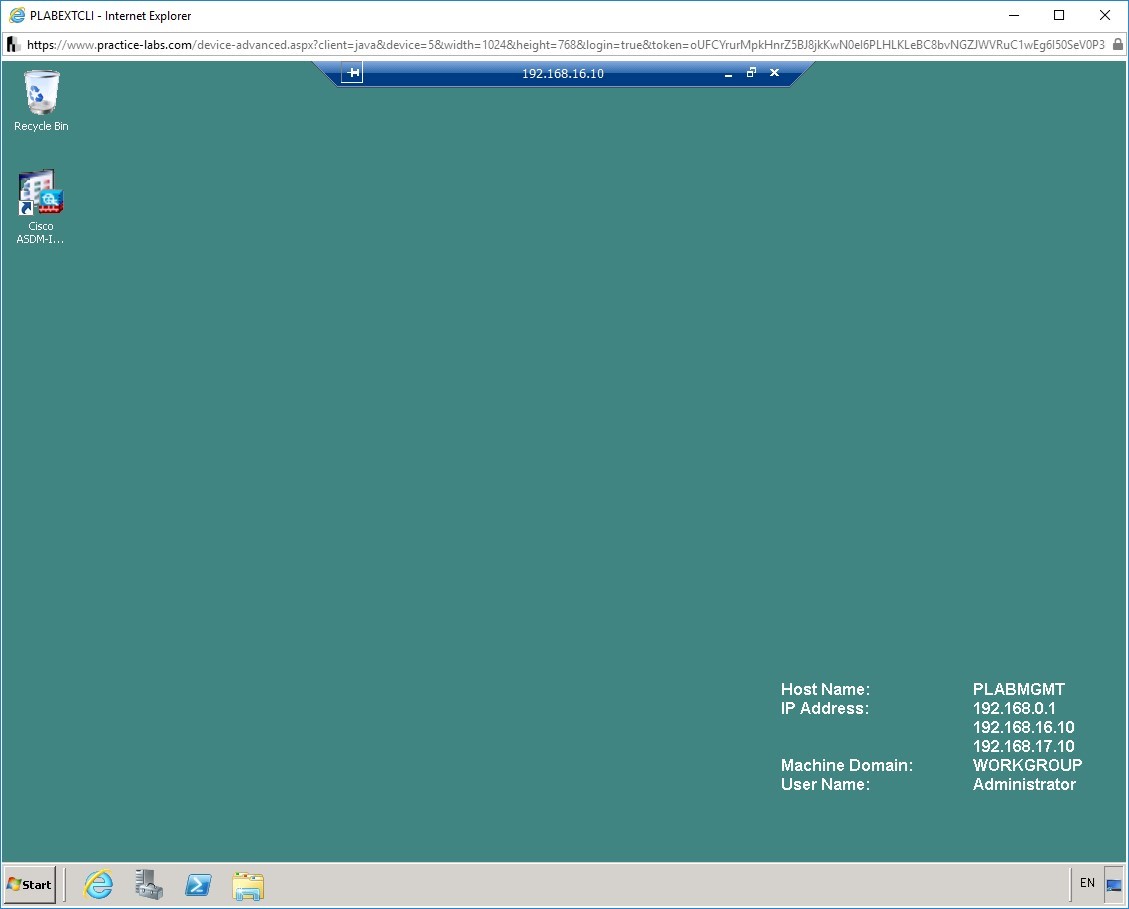 PLABEXTCLI - Internet Explorer
https://www.practice-labs.com/device-advanced.aspx?client=java&device=5&width=1024&height=768&login=true&token=oUFCYrurMpkHnrZ5BJ8jkKwN0eI6PLHLKLeBC8bvNGZJWVRuC1wEg6I50SeV0P3
192.168.16.10
Recycle Bin
Cisco
ASDM-I...
Host Name: PLABMGMT
IP Address: 192.168.0.1
192.168.16.10
192.168.17.10
Machine Domain: WORKGROUP
User Name: Administrator
Start
EN